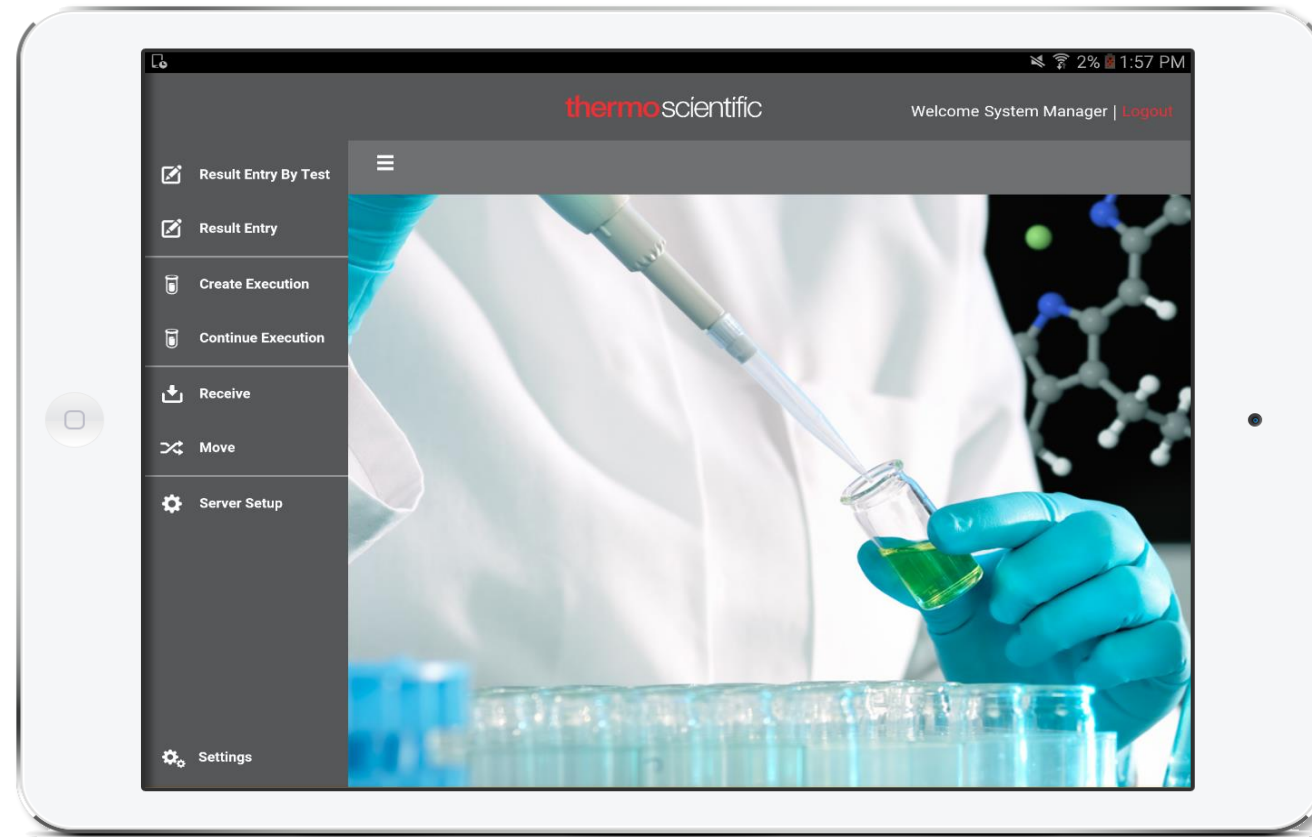 2% 1:57 PM
thermoscientific
Welcome System Manager | Logout
Result Entry By Test
Result Entry
Create Execution
Continue Execution
Receive
Move
Server Setup
Settings